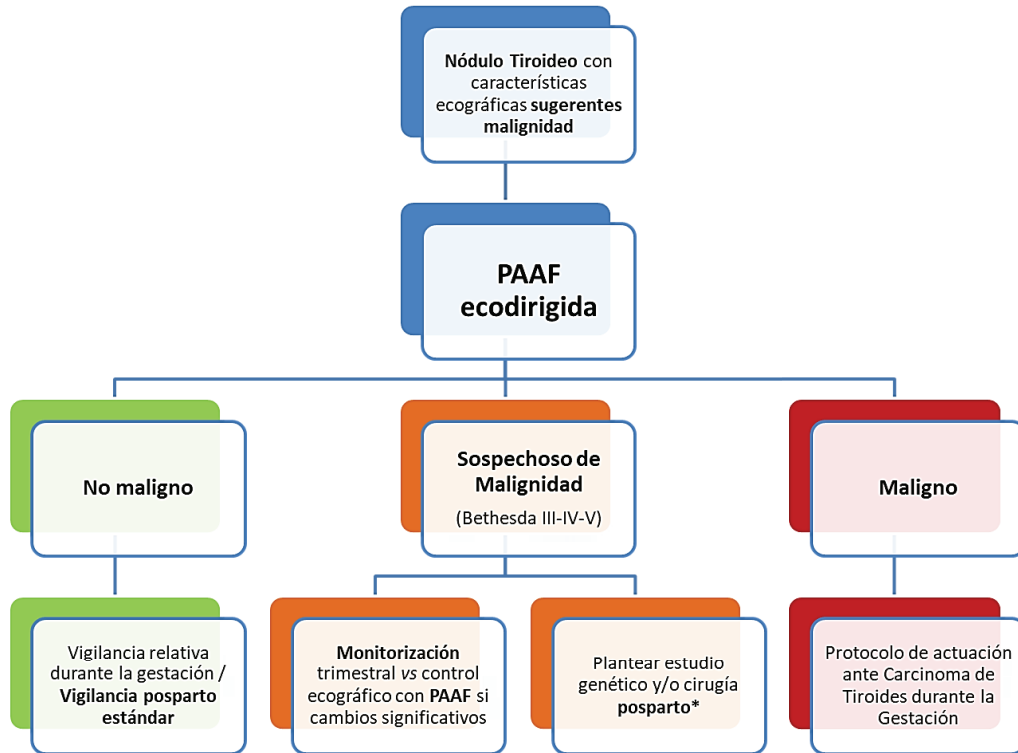 Nódulo Tiroideo con
características
ecográficas sugerentes
malignidad
PAAF
ecodirigida
No maligno
Sospechoso de
Malignidad
(Bethesda III-IV-V)
Maligno
Vigilancia relativa
durante la gestación /
Vigilancia posparto
estándar
Monitorización
trimestral vs control
ecográfico con PAAF si
cambios significativos
Plantear estudio
genético y/o cirugía
posparto*
Protocolo de actuación
ante Carcinoma de
Tiroides durante la
Gestación